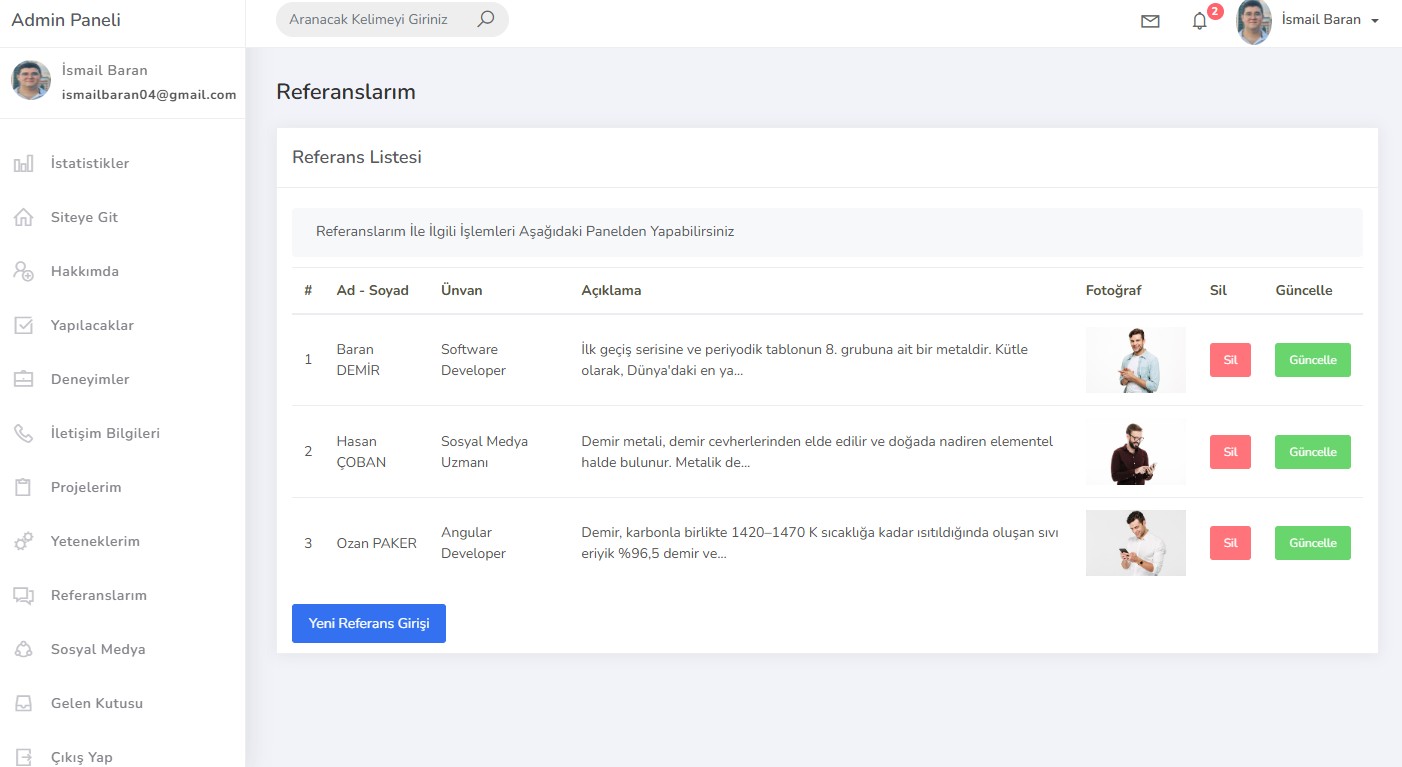 Admin Paneli
Aranacak Kelimeyi Giriniz
2
İsmail Baran
İsmail Baran
ismailbaran04@gmail.com
İstatistikler
Siteye Git
Hakkımda
Yapılacaklar
Deneyimler
İletişim Bilgileri
Projelerim
Yeteneklerim
Referanslarım
Sosyal Medya
Gelen Kutusu
Çıkış Yap
Referanslarım
Referans Listesi
Referanslarım İle İlgili İşlemleri Aşağıdaki Panelden Yapabilirsiniz
# Ad - Soyad Ünvan Açıklama Fotoğraf Sil Güncelle
1
Baran
DEMİR
Software
Developer
İlk geçiş serisine ve periyodik tablonun 8. grubuna ait bir metaldir. Kütle
olarak, Dünya'daki en ya...
Sil
Güncelle
2
Hasan
ÇOBAN
Sosyal Medya
Uzmanı
Demir metali, demir cevherlerinden elde edilir ve doğada nadiren elementel
halde bulunur. Metalik de...
Sil
Güncelle
3
Ozan PAKER
Angular
Developer
Demir, karbonla birlikte 1420–1470 K sıcaklığa kadar ısıtıldığında oluşan sıvı
eriyik %96,5 demir ve...
Sil
Güncelle
Yeni Referans Girişi